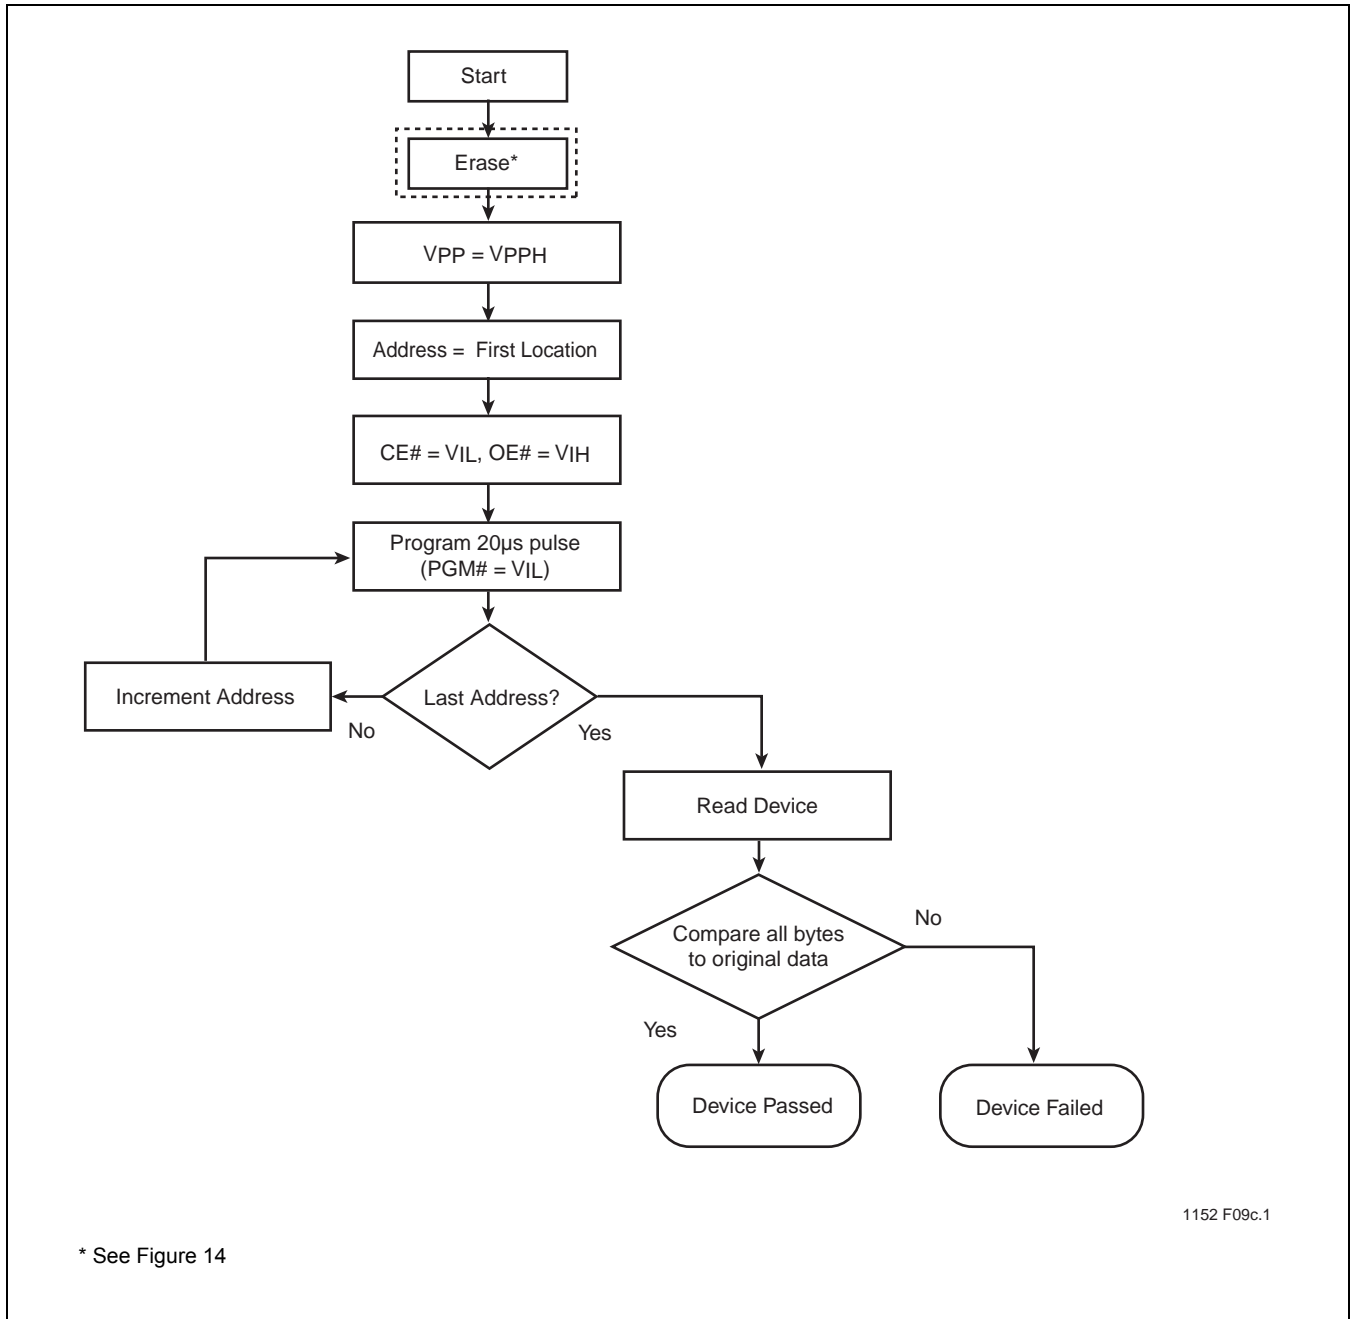 Start
Erase*
VPP = VPPH
Address = First Location
CE# = VIL, OE# = VIH
Program 20µs pulse
(PGM# = VIL)
Increment Address
Last Address?
No
Yes
Read Device
Compare all bytes
to original data
No
Yes
Device Passed
Device Failed
1152 F09c.1
* See Figure 14